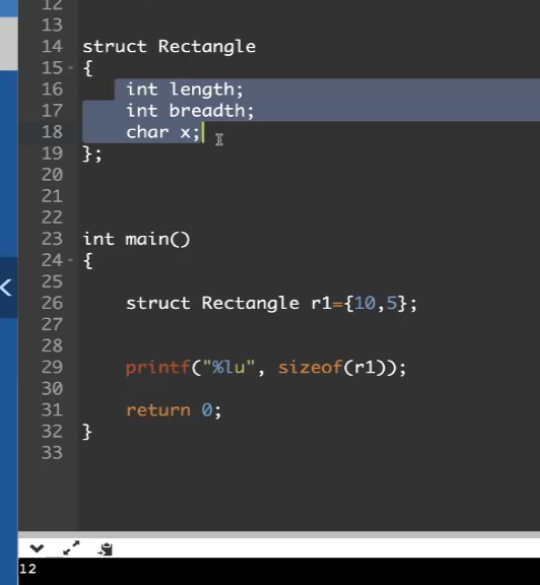 12
13
14 struct Rectangle
15 {
16 int length;
17 int breadth;
18 char x;
19 };
20
21
22
23 int main()
24 {
25
26 struct Rectangle r1={10,5};
27
28
29 printf("%lu", sizeof(r1));
30
31 return 0;
32 }
33
12